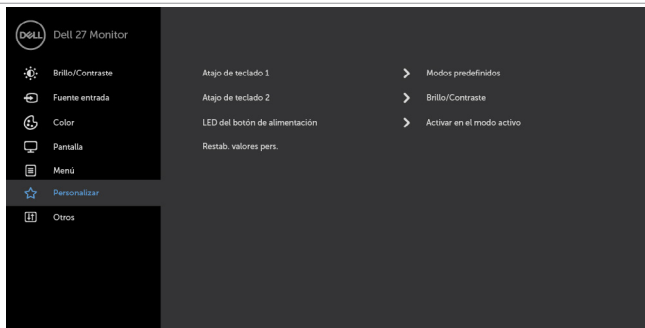 DELL Dell 27 Monitor
Brillo/Contraste
Fuente entrada
Color
Pantalla
Menú
Personalizar
Otros
Atajo de teclado 1 Modos predefinidos
Atajo de teclado 2 Brillo/Contraste
LED del botón de alimentación Activar en el modo activo
Restab. valores pers.